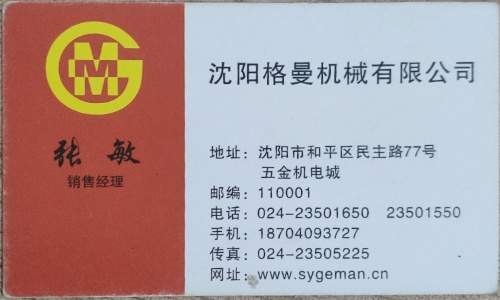 GM
沈阳格曼机械有限公司
张敏
销售经理
地址：沈阳市和平区民主路77号
五金机电城
邮编：110001
电话：024-23501650 23501550
手机：18704093727
传真：024-23505225
网址：www.sygeman.cn